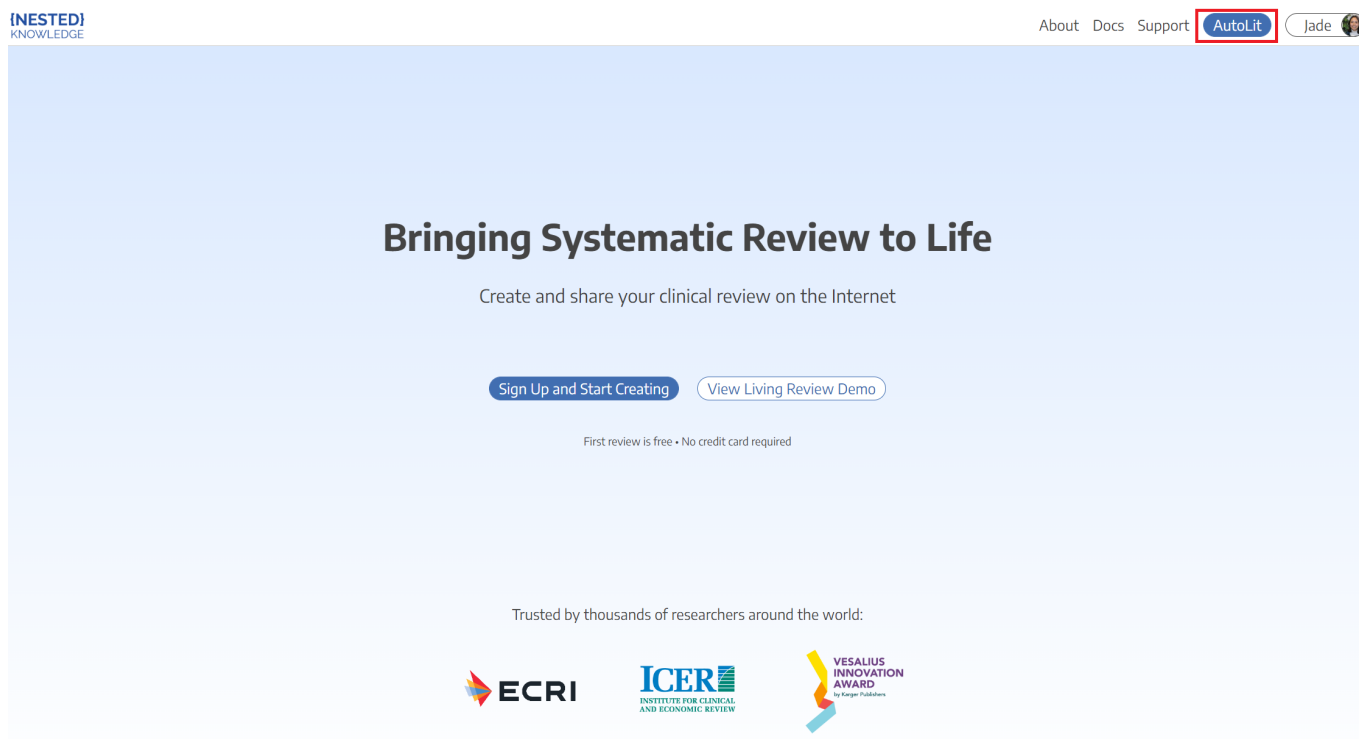 {NESTED}
KNOWLEDGE
About Docs Support AutoLit Jade
Bringing Systematic Review to Life
Create and share your clinical review on the Internet
Sign Up and Start Creating View Living Review Demo
First review is free • No credit card required
Trusted by thousands of researchers around the world:
ECRI
ICER
INSTITUTE FOR CLINICAL
AND ECONOMIC REVIEW
VESALIUS
INNOVATION
AWARD
by Karger Publishers